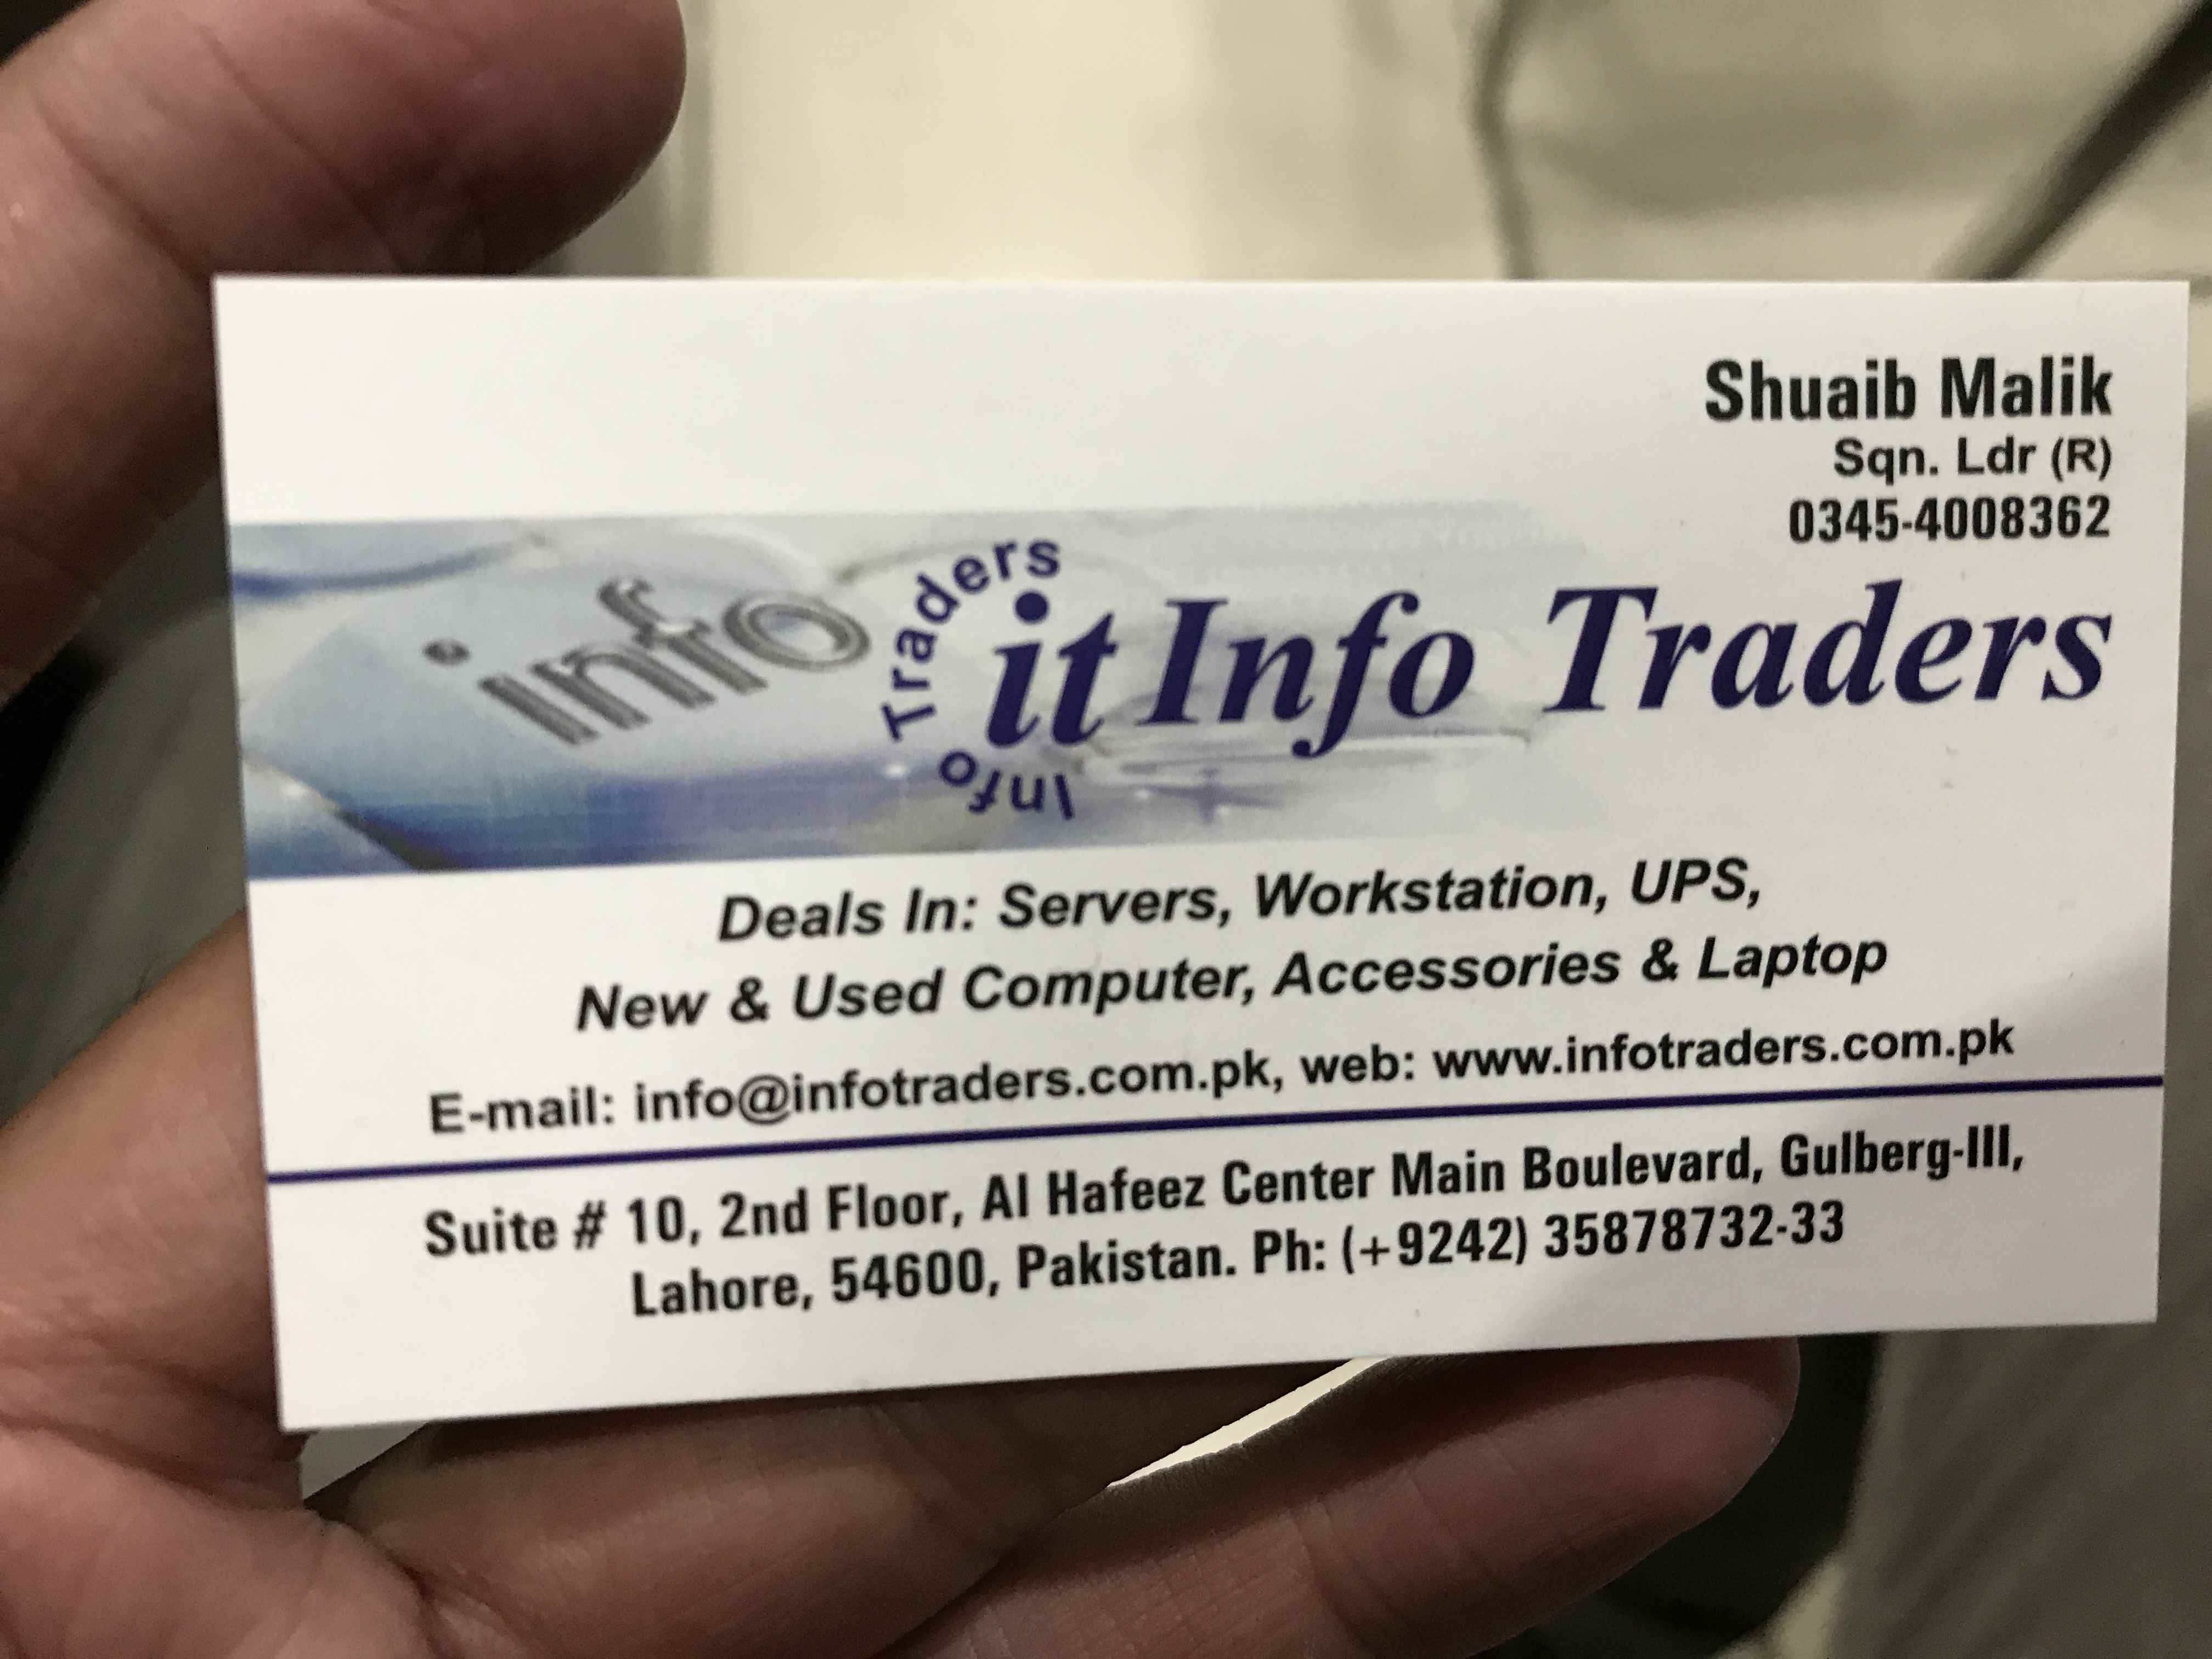 Shuaib Malik
Sqn. Ldr (R)
0345-4008362
info
Info Traders
it Info Traders
Deals In: Servers, Workstation, UPS,
New & Used Computer, Accessories & Laptop
E-mail: info@infotraders.com.pk, web: www.infotraders.com.pk
Suite # 10, 2nd Floor, Al Hafeez Center Main Boulevard, Gulberg-III,
Lahore, 54600, Pakistan. Ph: (+9242) 35878732-33